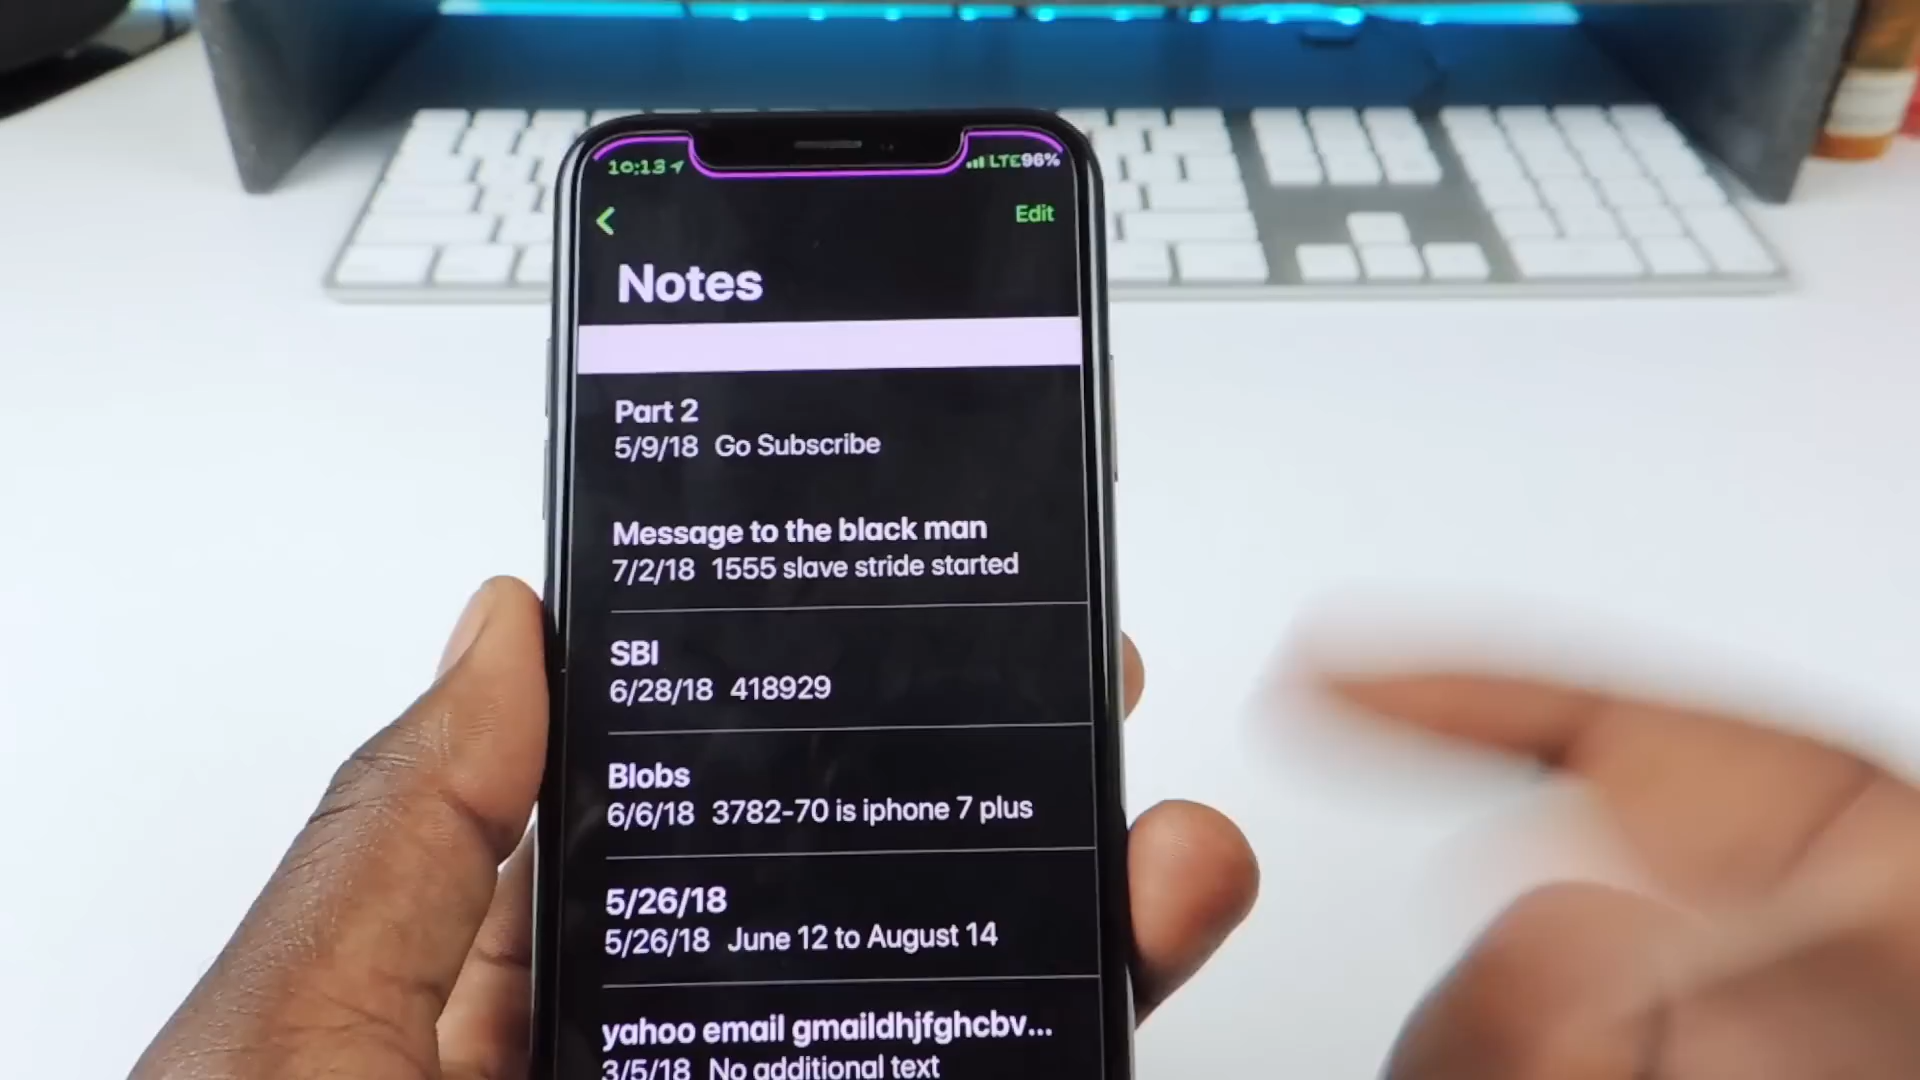 10:13 LTE 96%
Edit
Notes
Part 2
5/9/18 Go Subscribe
Message to the black man
7/2/18 1555 slave stride started
SBI
6/28/18 418929
Blobs
6/6/18 3782-70 is iphone 7 plus
5/26/18
5/26/18 June 12 to August 14
yahoo email gmaildhjfghcbv...
3/5/18 No additional text